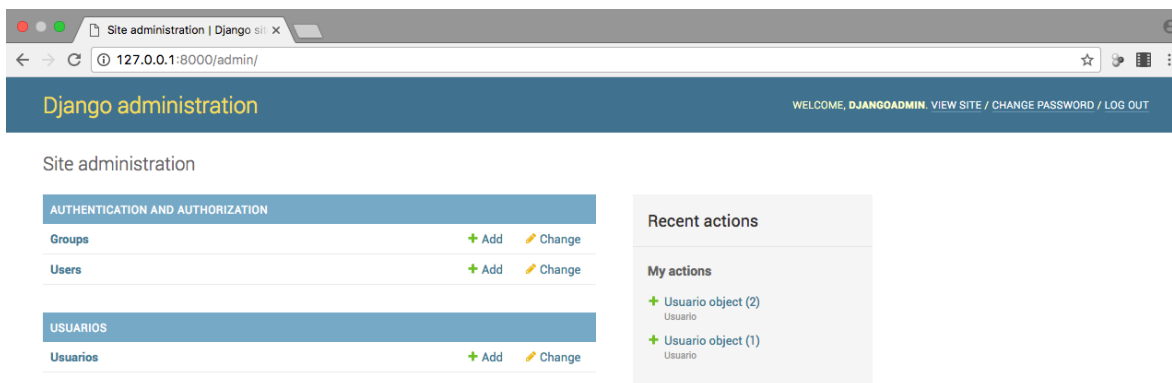 Site administration | Django sit
127.0.0.1:8000/admin/
Django administration
WELCOME, DJANGOADMIN. VIEW SITE / CHANGE PASSWORD / LOG OUT
Site administration
AUTHENTICATION AND AUTHORIZATION
Groups + Add Change
Users + Add Change
USUARIOS
Usuarios + Add Change
Recent actions
My actions
+ Usuario object (2)
Usuario
+ Usuario object (1)
Usuario